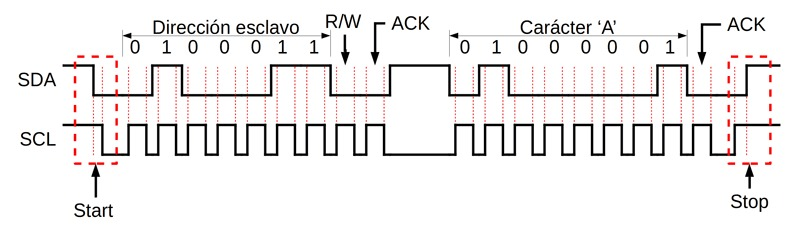 Dirección esclavo
R/W
ACK
Carácter ‘A’
ACK
0 1 0 0 0 1 1
0 1 0 0 0 0 0 1
SDA
SCL
Start
Stop